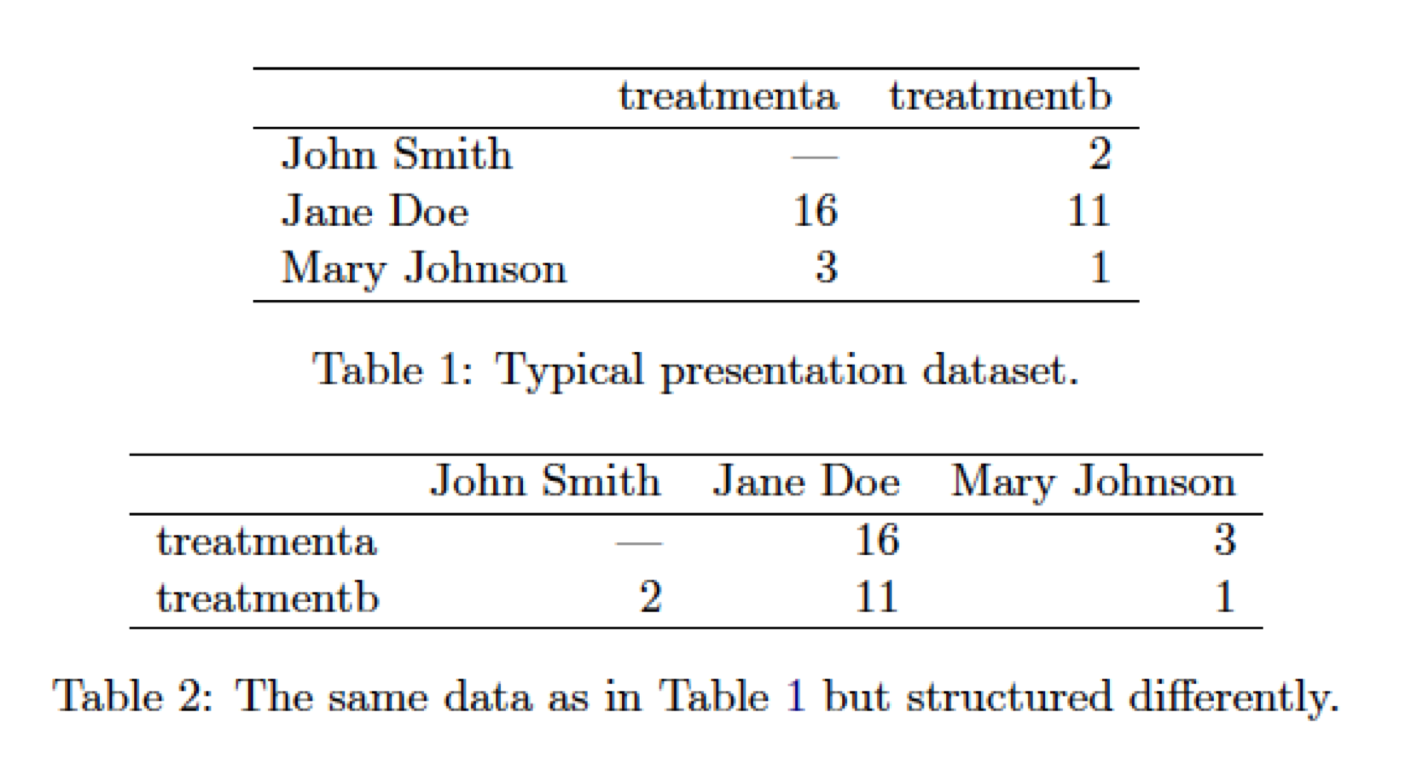 treatmenta treatmentb
John Smith — 2
Jane Doe 16 11
Mary Johnson 3 1
Table 1: Typical presentation dataset.
John Smith Jane Doe Mary Johnson
treatmenta — 16 3
treatmentb 2 11 1
Table 2: The same data as in Table 1 but structured differently.